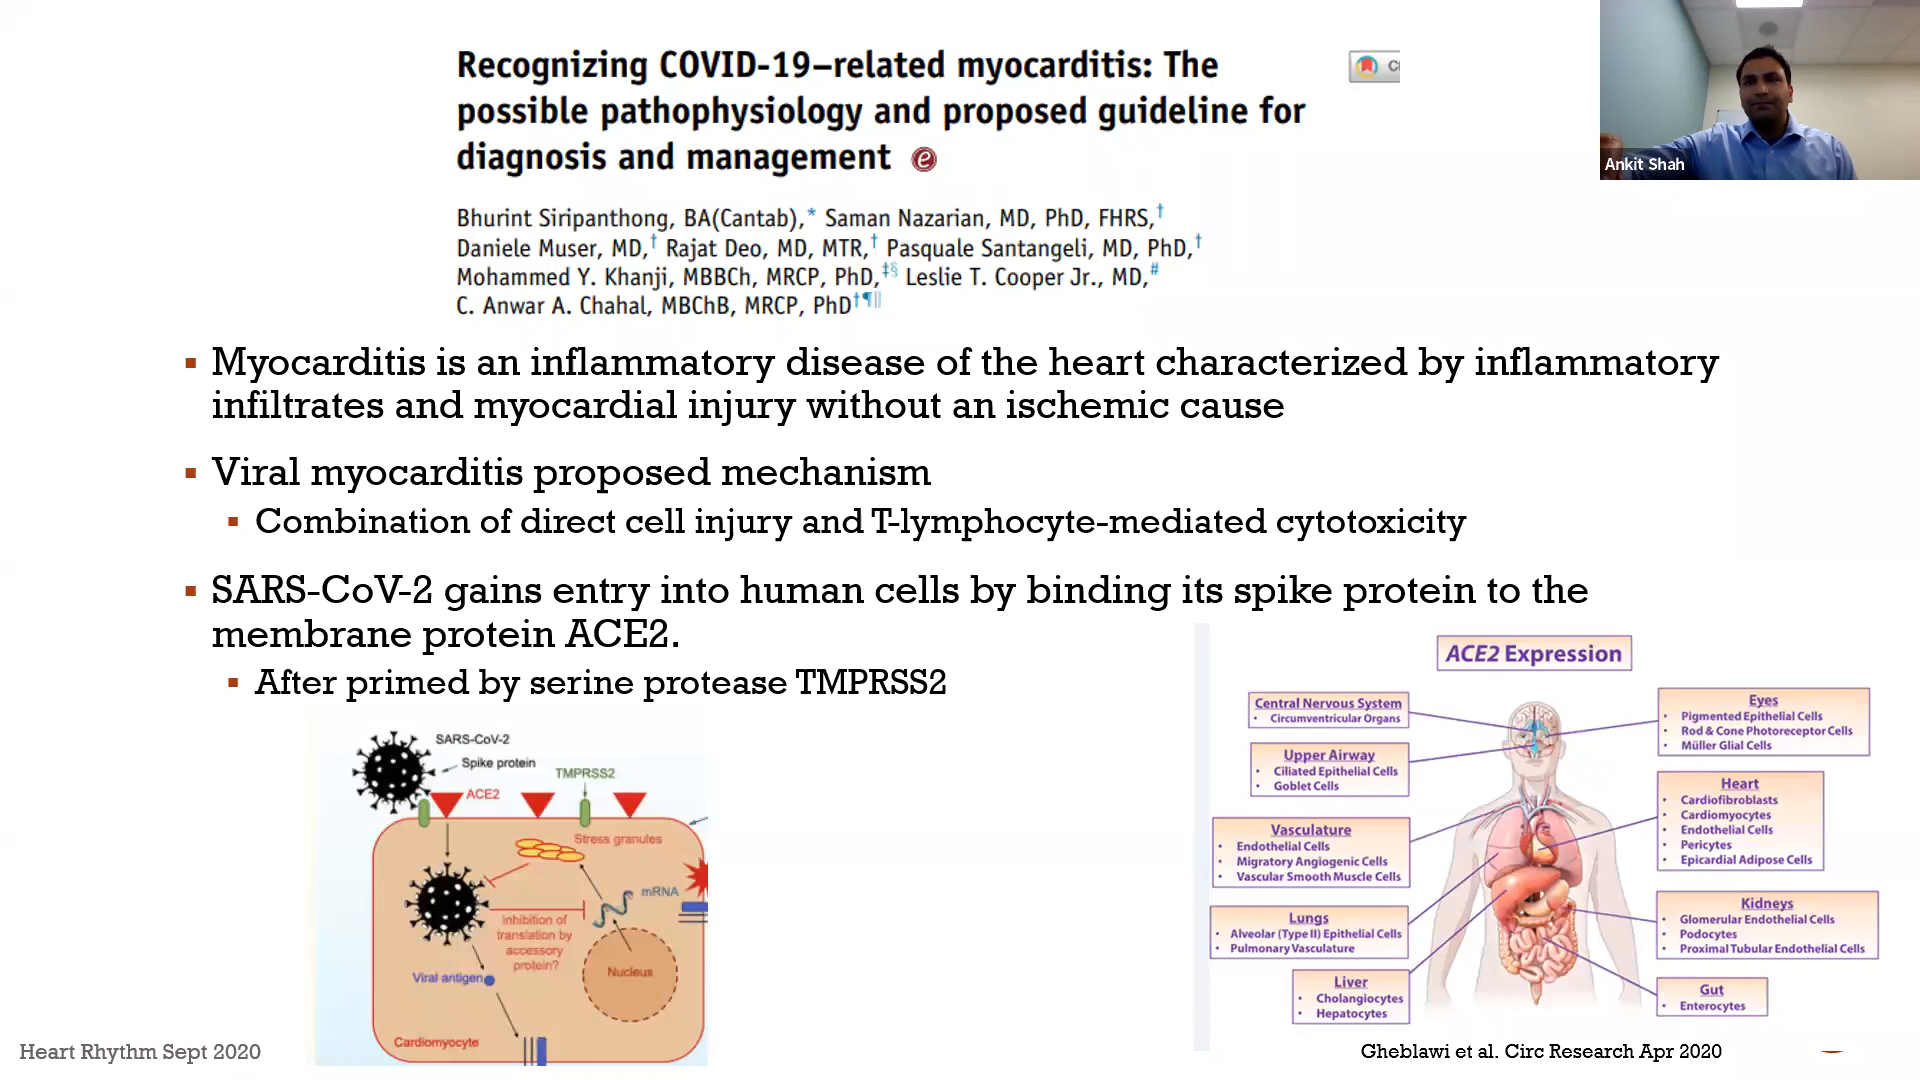 Recognizing COVID-19–related myocarditis: The
possible pathophysiology and proposed guideline for
diagnosis and management e
Bhurint Siripanthong, BA(Cantab),* Saman Nazarian, MD, PhD, FHRS,†
Daniele Muser, MD,† Rajat Deo, MD, MTR,† Pasquale Santangeli, MD, PhD,†
Mohammed Y. Khanji, MBBCh, MRCP, PhD,‡§ Leslie T. Cooper Jr., MD,#
C. Anwar A. Chahal, MBChB, MRCP, PhD†¶||
Ankit Shah
▪ Myocarditis is an inflammatory disease of the heart characterized by inflammatory
infiltrates and myocardial injury without an ischemic cause
▪ Viral myocarditis proposed mechanism
▪ Combination of direct cell injury and T-lymphocyte-mediated cytotoxicity
▪ SARS-CoV-2 gains entry into human cells by binding its spike protein to the
membrane protein ACE2.
▪ After primed by serine protease TMPRSS2
SARS-CoV-2
Spike protein
TMPRSS2
ACE2
Stress granules
mRNA
Inhibition of
translation by
accessory
protein?
Nucleus
Viral antigen
Cardiomyocyte
ACE2 Expression
Central Nervous System
• Circumventricular Organs
Upper Airway
• Ciliated Epithelial Cells
• Goblet Cells
Vasculature
• Endothelial Cells
• Migratory Angiogenic Cells
• Vascular Smooth Muscle Cells
Lungs
• Alveolar (Type II) Epithelial Cells
• Pulmonary Vasculature
Liver
• Cholangiocytes
• Hepatocytes
Eyes
• Pigmented Epithelial Cells
• Rod & Cone Photoreceptor Cells
• Müller Glial Cells
Heart
• Cardiofibroblasts
• Cardiomyocytes
• Endothelial Cells
• Pericytes
• Epicardial Adipose Cells
Kidneys
• Glomerular Endothelial Cells
• Podocytes
• Proximal Tubular Endothelial Cells
Gut
• Enterocytes
Heart Rhythm Sept 2020
Gheblawi et al. Circ Research Apr 2020